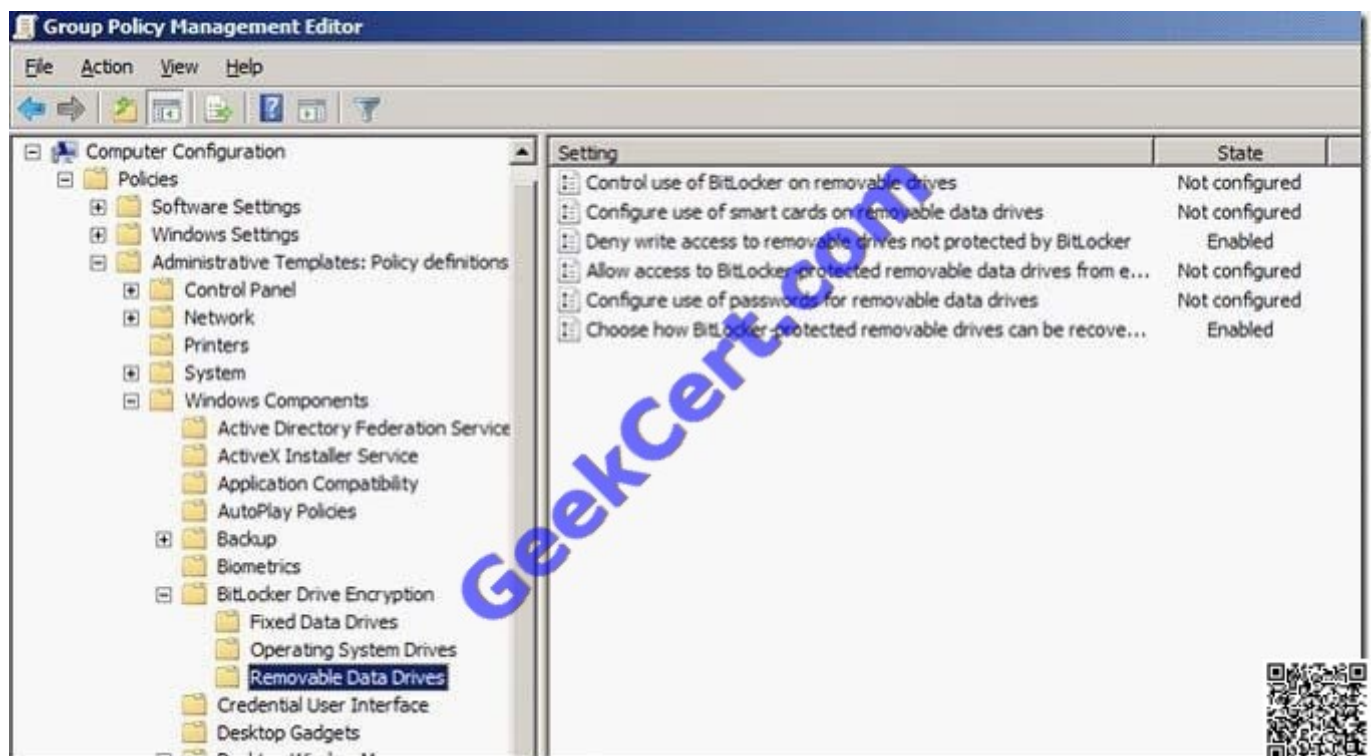 Group Policy Management Editor
File Action View Help
Computer Configuration
Policies
Software Settings
Windows Settings
Administrative Templates: Policy definitions
Control Panel
Network
Printers
System
Windows Components
Active Directory Federation Service
ActiveX Installer Service
Application Compatibility
AutoPlay Policies
Backup
Biometrics
BitLocker Drive Encryption
Fixed Data Drives
Operating System Drives
Removable Data Drives
Credential User Interface
Desktop Gadgets
Setting State
Control use of BitLocker on removable drives Not configured
Configure use of smart cards on removable data drives Not configured
Deny write access to removable drives not protected by BitLocker Enabled
Allow access to BitLocker-protected removable data drives from e... Not configured
Configure use of passwords for removable data drives Not configured
Choose how BitLocker-protected removable drives can be recove... Enabled
GeekCert.com